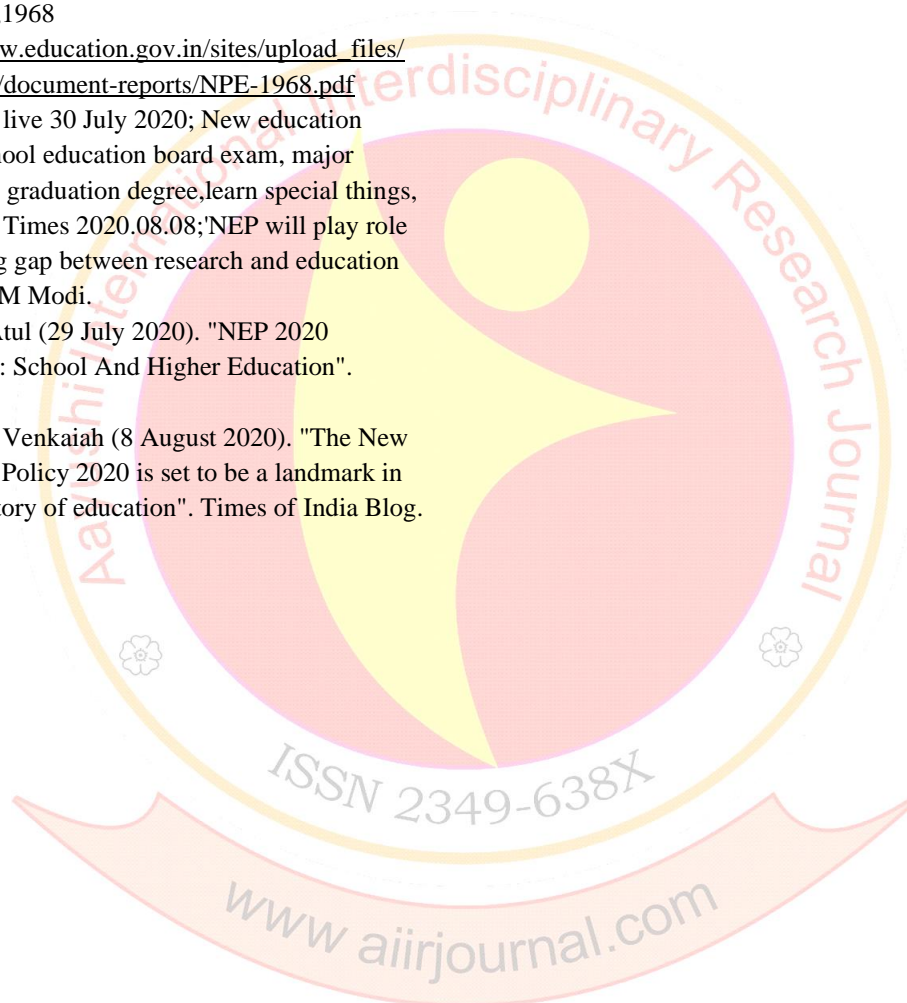 1968
w.education.gov.in/sites/upload_files/
/document-reports/NPE-1968.pdf
live 30 July 2020; New education
hool education board exam, major
graduation degree,learn special things,
Times 2020.08.08;'NEP will play role
g gap between research and education
M Modi.
Atul (29 July 2020). "NEP 2020
: School And Higher Education".
Venkaiah (8 August 2020). "The New
Policy 2020 is set to be a landmark in
tory of education". Times of India Blog.
Aayushi International Interdisciplinary Research Journal
ISSN 2349-638X
www aiirjournal.com